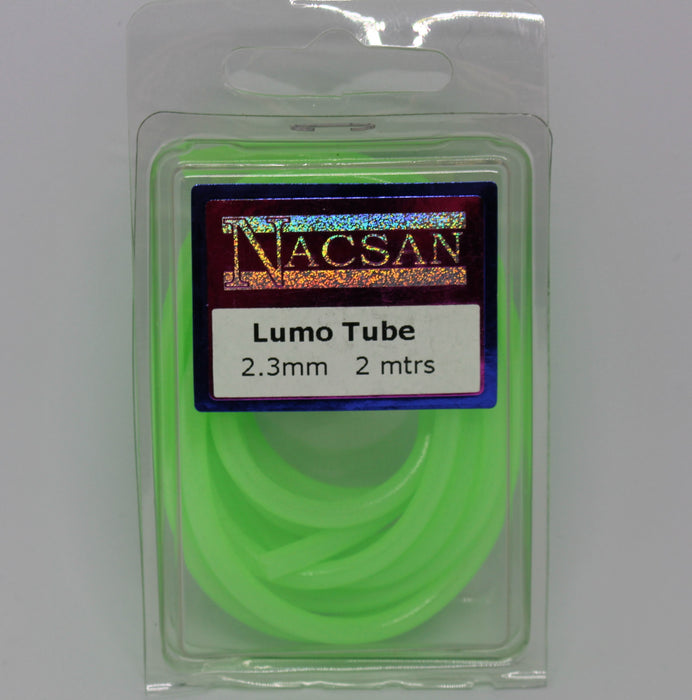 NACSAN
Lumo Tube
2.3mm 2 mtrs